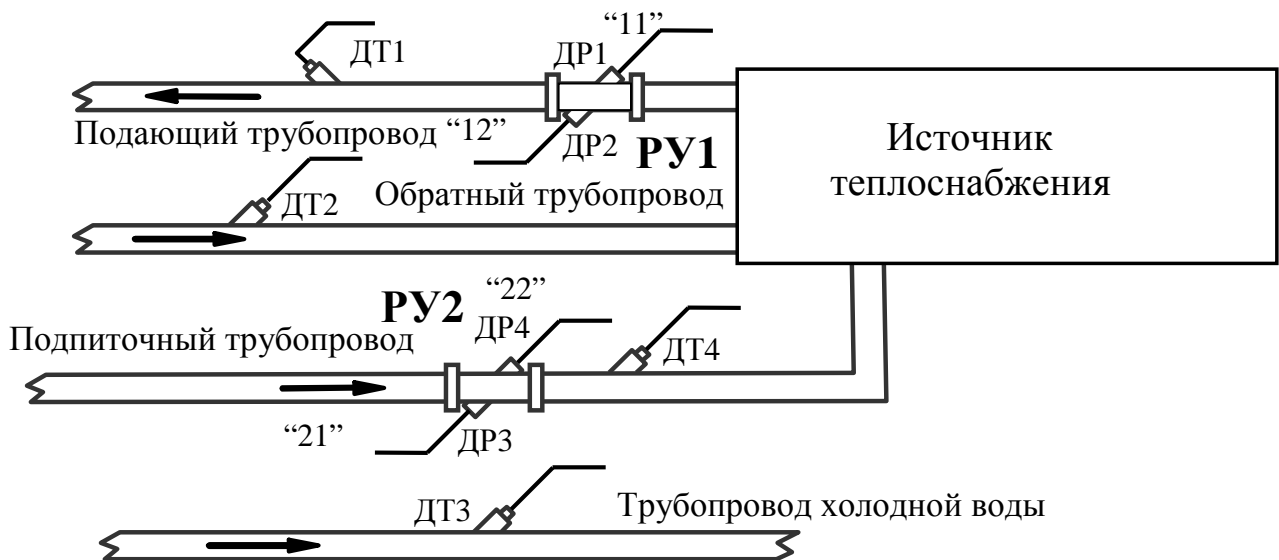 “11”
ДТ1
ДР1
Подающий трубопровод “12”
ДР2
РУ1
Источник
теплоснабжения
ДТ2
Обратный трубопровод
“22”
РУ2
ДР4
Подпиточный трубопровод
ДТ4
“21”
ДР3
ДТ3
Трубопровод холодной воды